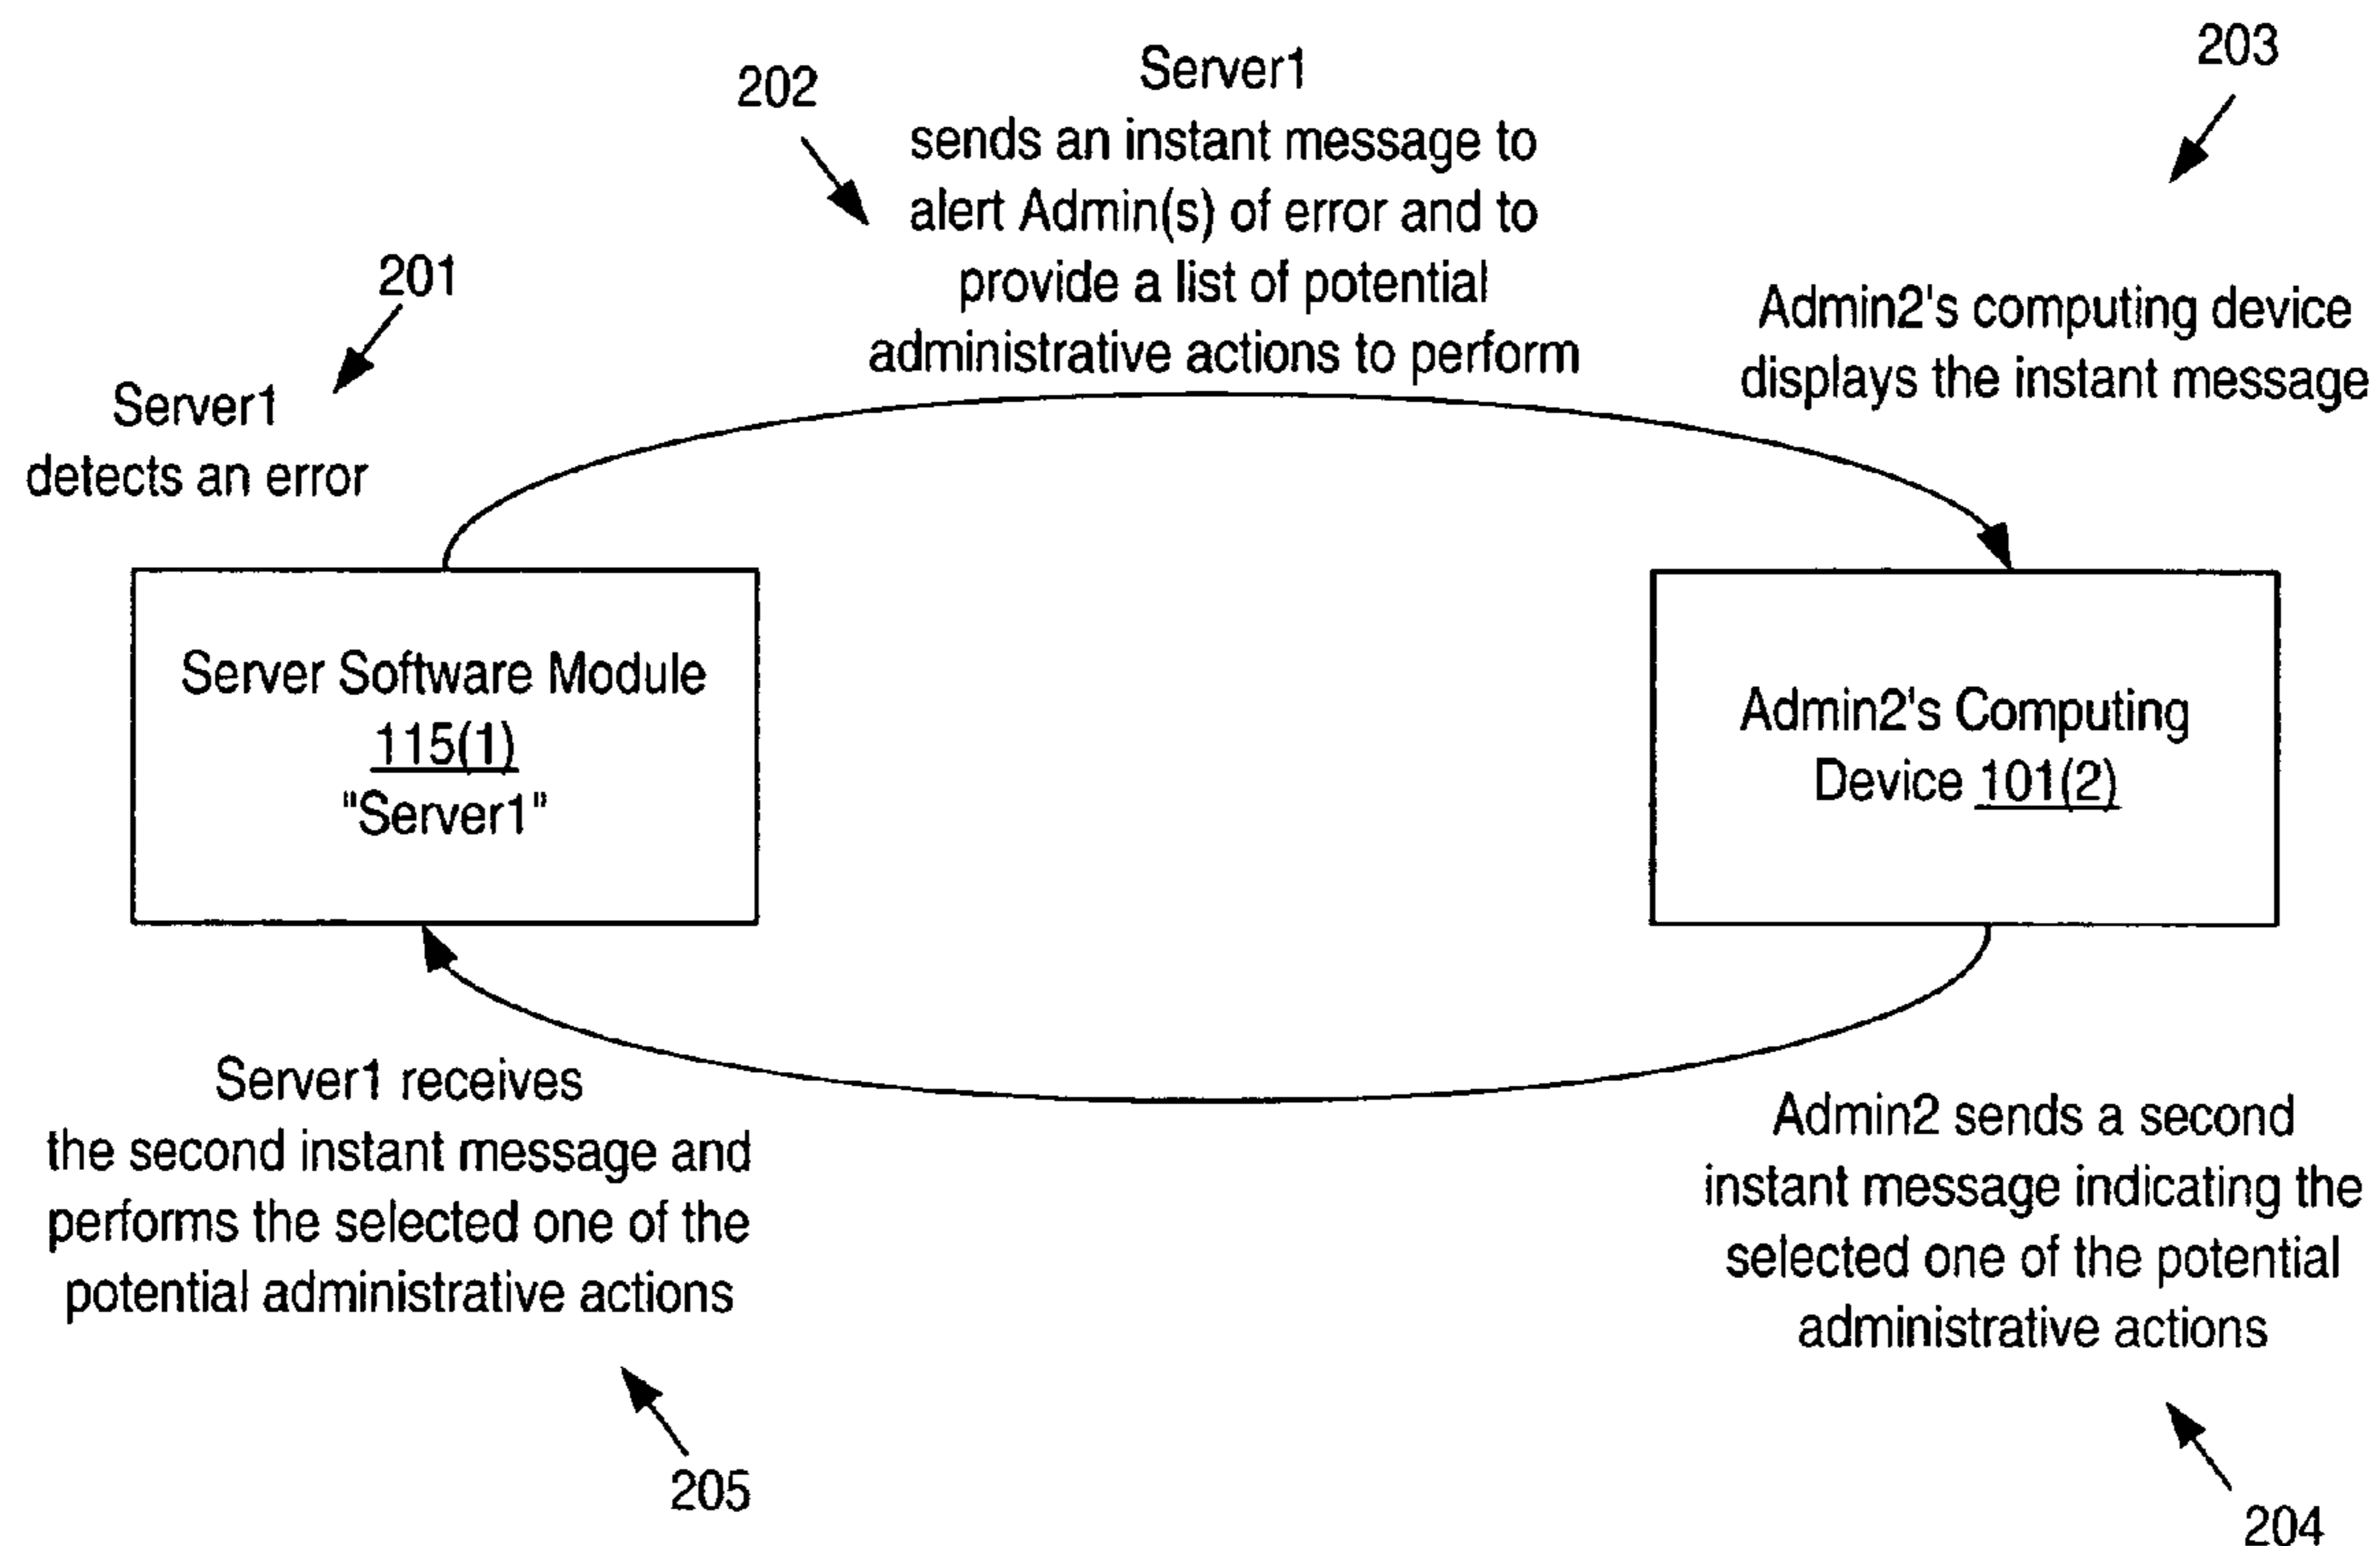 203
202
Server1
sends an instant message to
alert Admin(s) of error and to
provide a list of potential
administrative actions to perform
201
Server1
detects an error
Admin2's computing device
displays the instant message
Server Software Module
115(1)
"Server1"
Admin2's Computing
Device 101(2)
Server1 receives
the second instant message and
performs the selected one of the
potential administrative actions
205
Admin2 sends a second
instant message indicating the
selected one of the potential
administrative actions
204